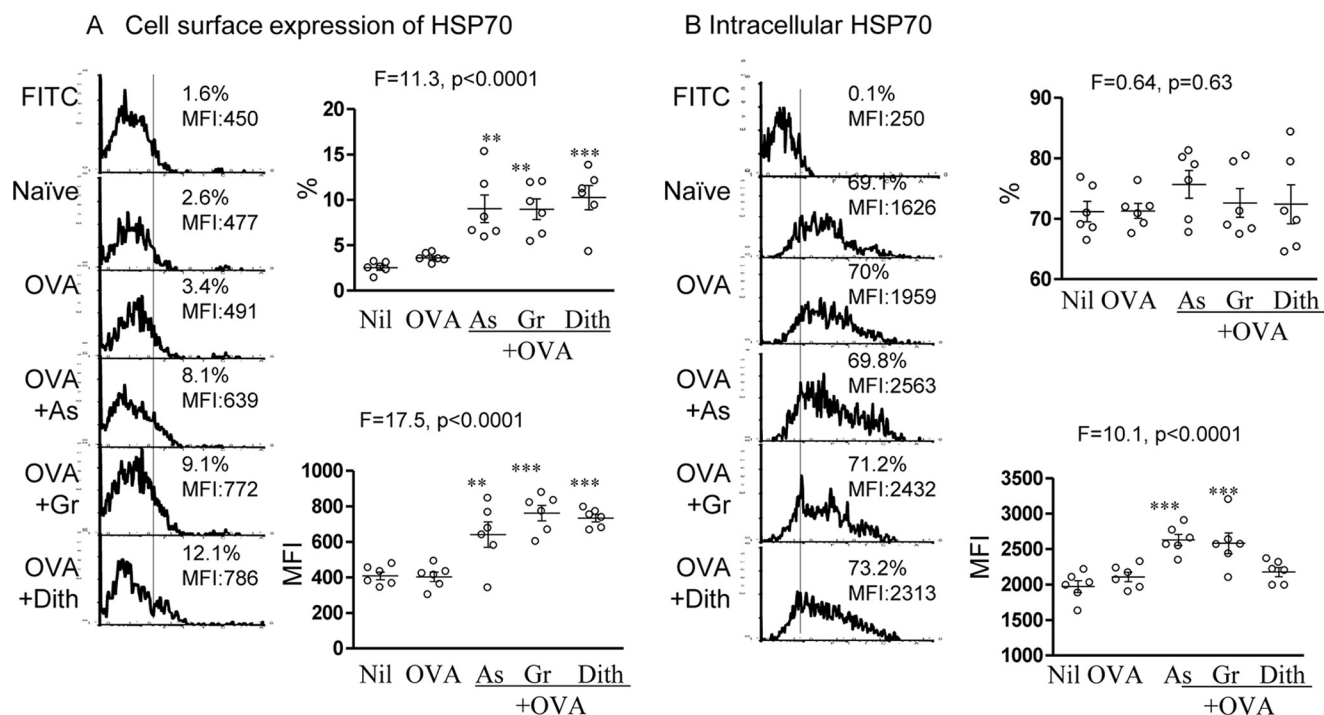 A Cell surface expression of HSP70
FITC
1.6%
MFI:450
Naïve
2.6%
MFI:477
OVA
3.4%
MFI:491
OVA
+As
8.1%
MFI:639
OVA
+Gr
9.1%
MFI:772
OVA
+Dith
12.1%
MFI:786
F=11.3, p<0.0001
%
20
15
10
5
0
** ** ***
Nil OVA As Gr Dith
+OVA
F=17.5, p<0.0001
MFI
1000
800
600
400
200
0
** *** ***
Nil OVA As Gr Dith
+OVA
B Intracellular HSP70
FITC
0.1%
MFI:250
Naïve
69.1%
MFI:1626
OVA
70%
MFI:1959
OVA
+As
69.8%
MFI:2563
OVA
+Gr
71.2%
MFI:2432
OVA
+Dith
73.2%
MFI:2313
F=0.64, p=0.63
%
90
80
70
60
Nil OVA As Gr Dith
+OVA
F=10.1, p<0.0001
MFI
3500
3000
2500
2000
1500
1000
*** ***
Nil OVA As Gr Dith
+OVA